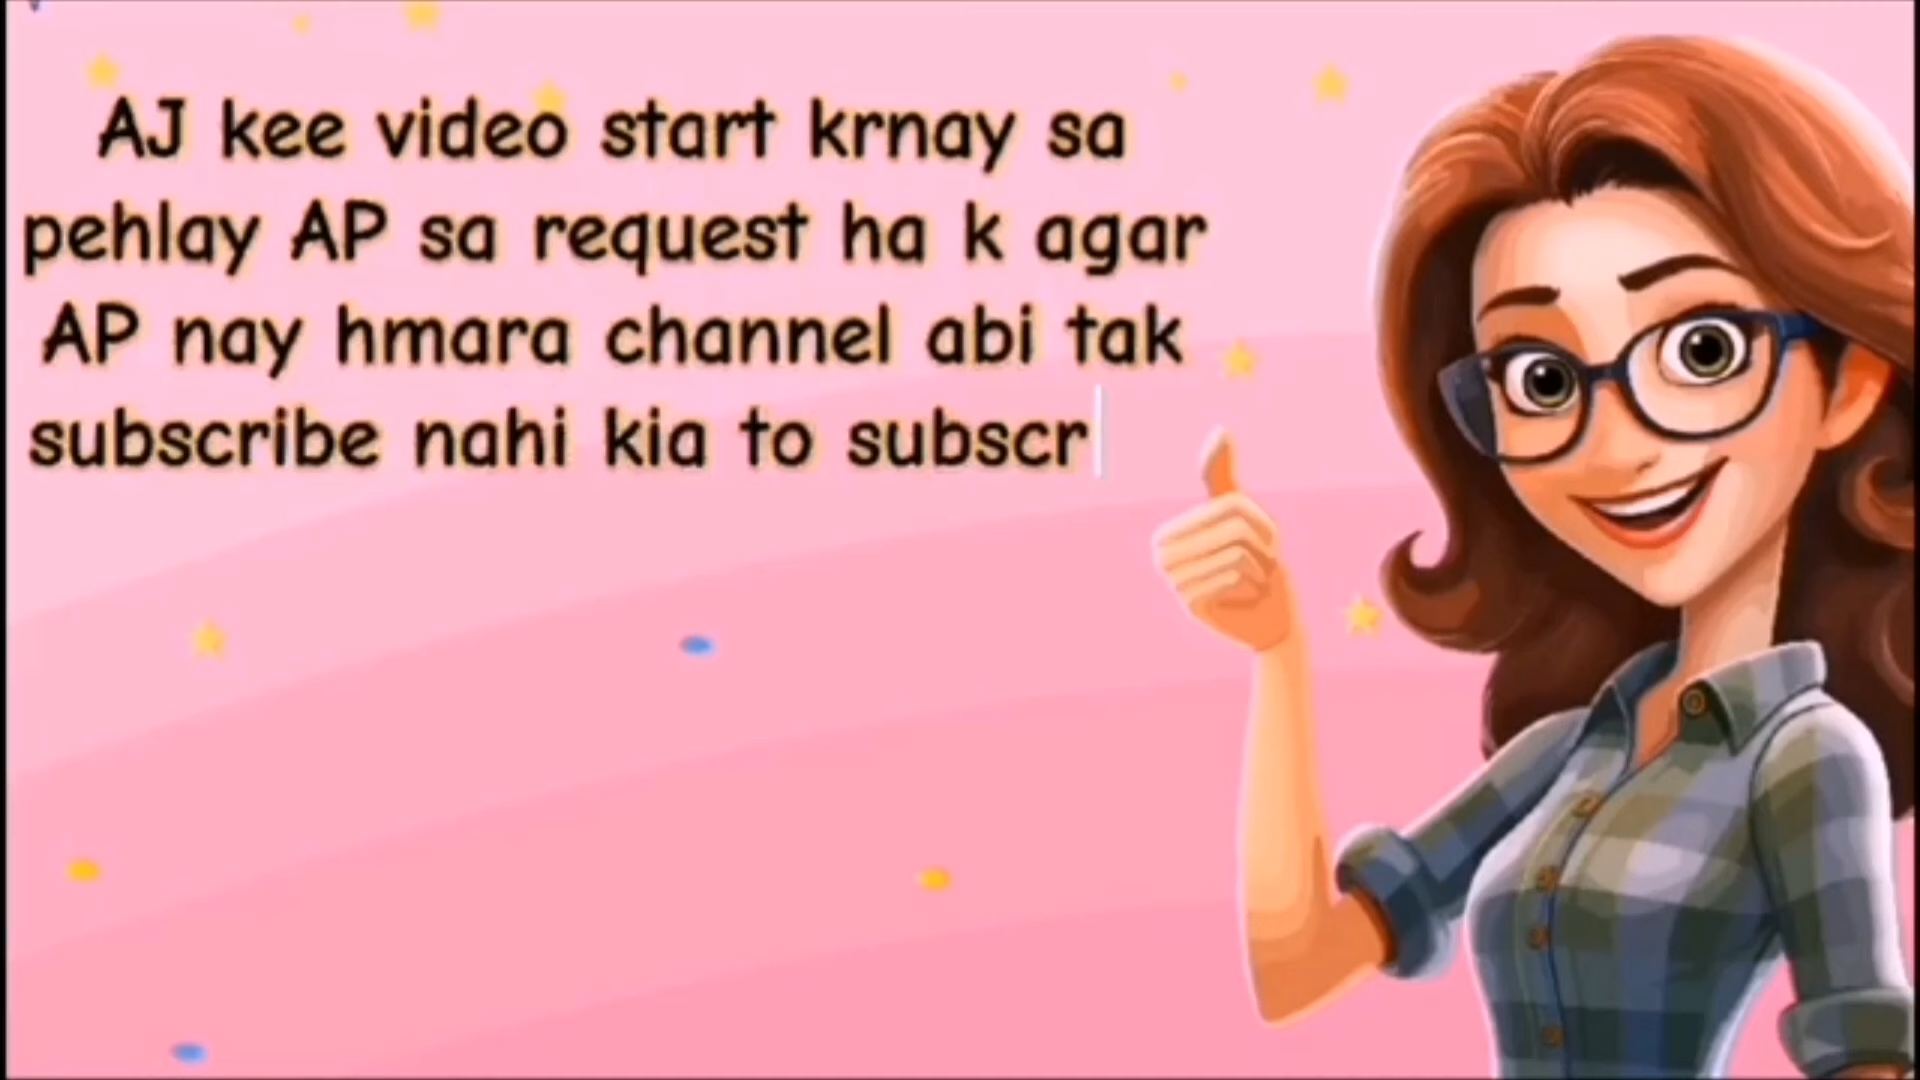 AJ kee video start krnay sa
pehlay AP sa request ha k agar
AP nay hmara channel abi tak
subscribe nahi kia to subscr